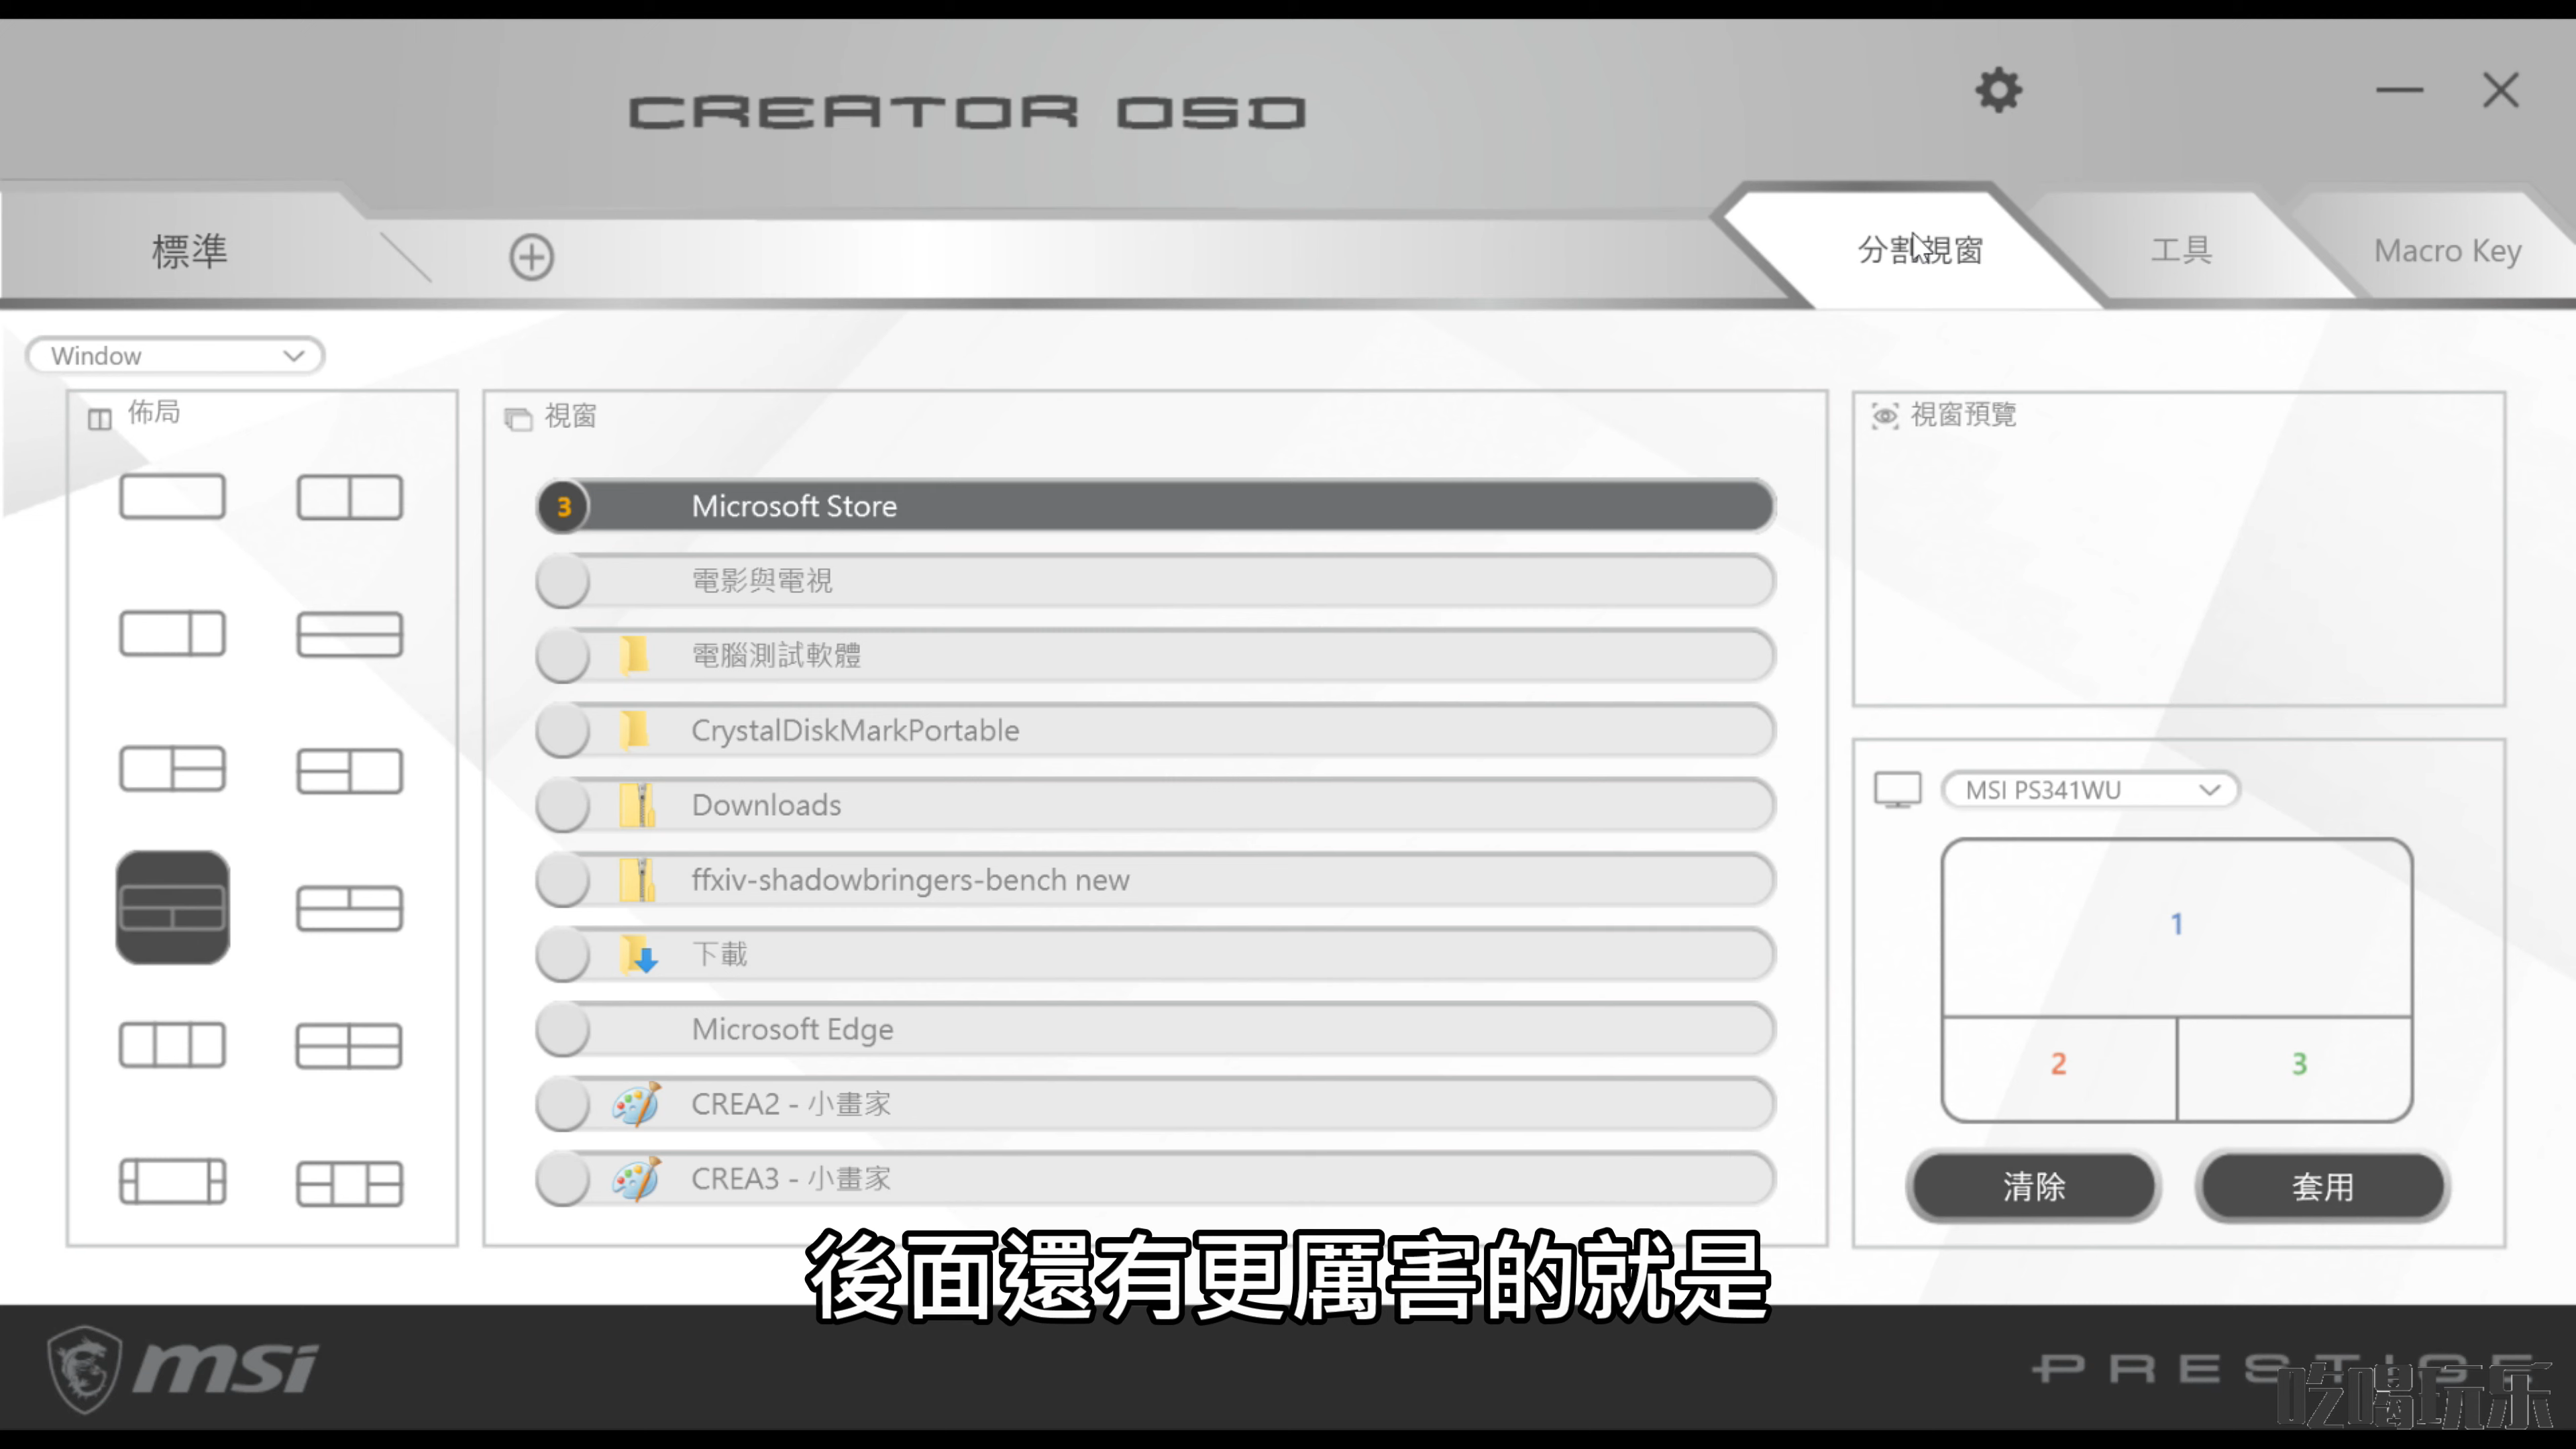 CREATOR OSD
標準
分割視窗
工具
Macro Key
Window
佈局
視窗
視窗預覽
3 Microsoft Store
電影與電視
電腦測試軟體
CrystalDiskMarkPortable
Downloads
ffxiv-shadowbringers-bench new
下載
Microsoft Edge
CREA2 - 小畫家
CREA3 - 小畫家
MSI PS341WU
1
2
3
清除
套用
後面還有更厲害的就是
msi
PRESTIGE
吃喝玩乐